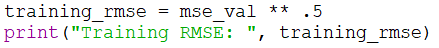 training_rmse = mse_val ** .5
print("Training RMSE: ", training_rmse)